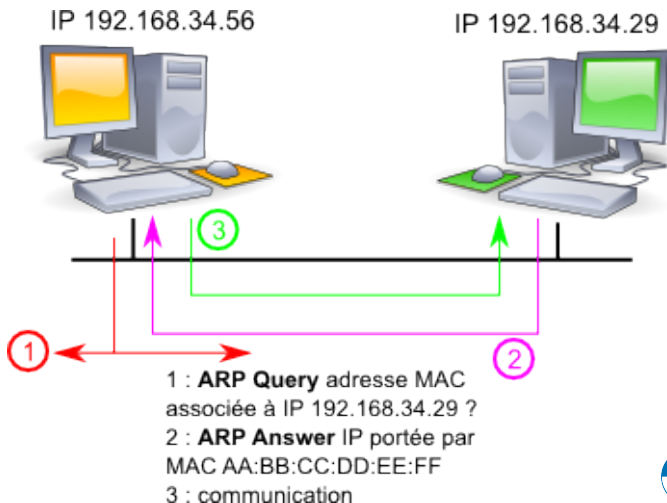 IP 192.168.34.56
IP 192.168.34.29
3
1
2
1 : ARP Query adresse MAC
associée à IP 192.168.34.29 ?
2 : ARP Answer IP portée par
MAC AA:BB:CC:DD:EE:FF
3 : communication